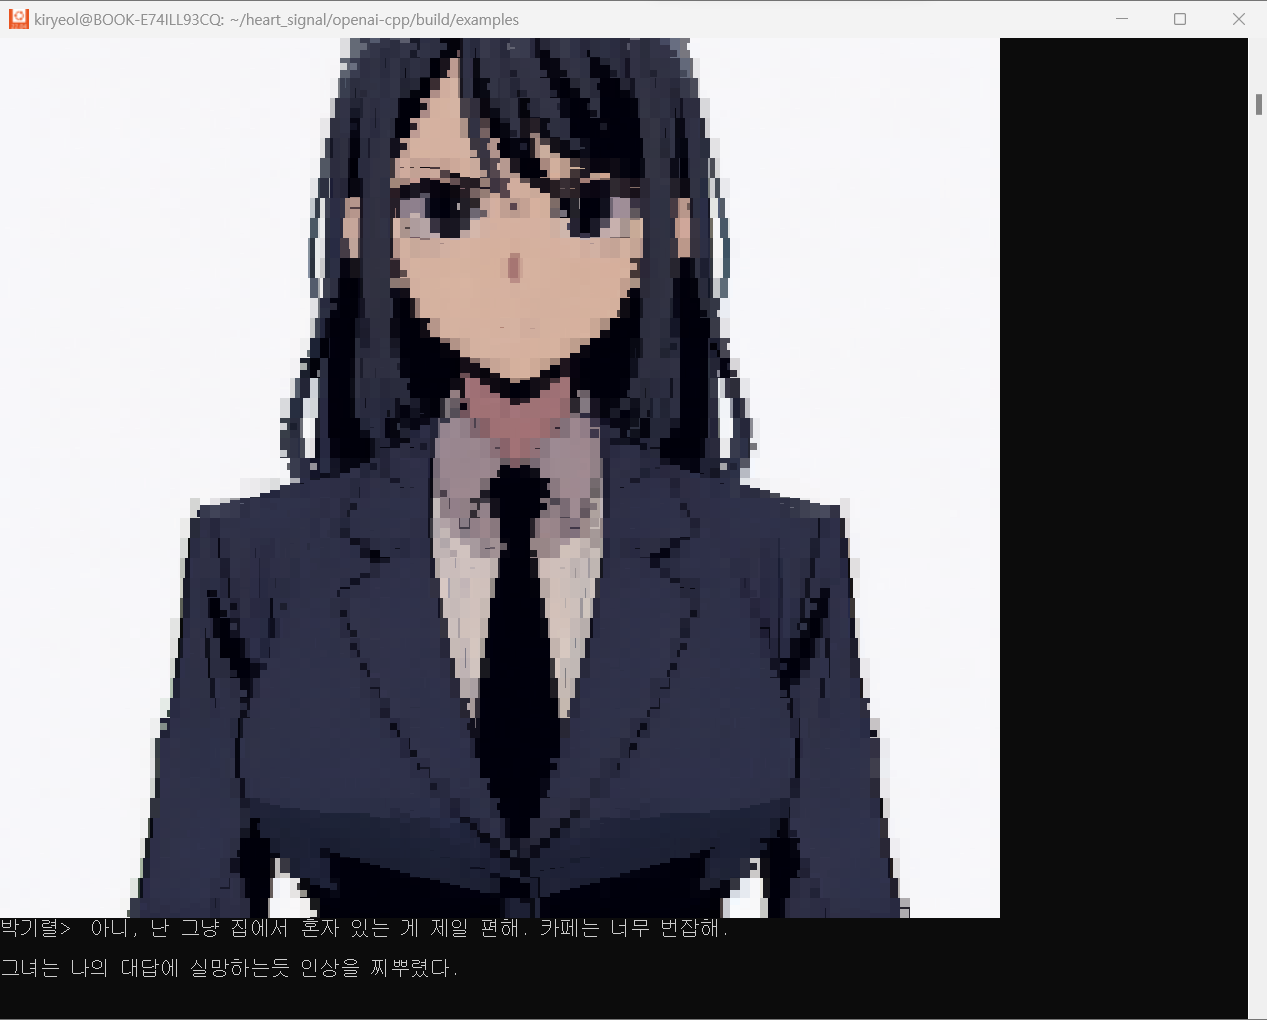 kiryeol@BOOK-E74ILL93CQ: ~/heart_signal/openai-cpp/build/examples
박기렬> 아니, 난 그냥 집에서 혼자 있는 게 제일 편해. 카페는 너무 번잡해.
그녀는 나의 대답에 실망하는듯 인상을 찌뿌렸다.